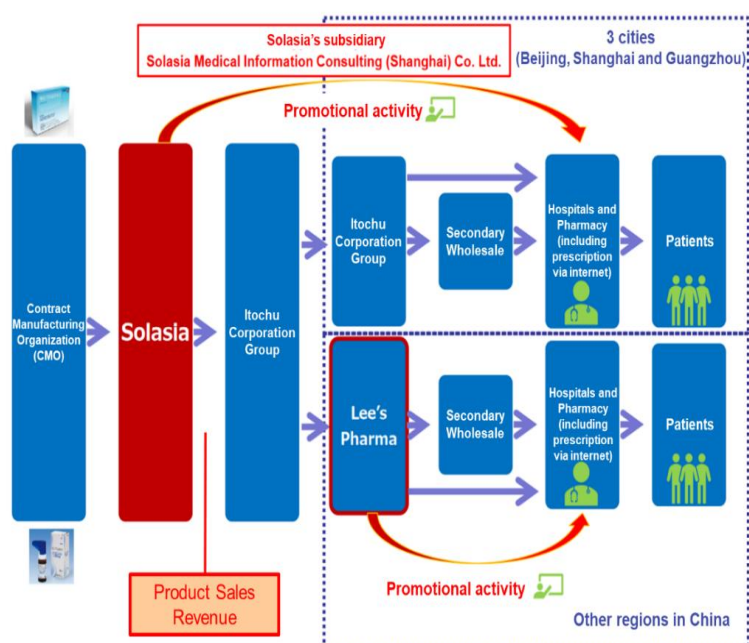 Solasia's subsidiary
Solasia Medical Information Consulting (Shanghai) Co. Ltd.
3 cities
(Beijing, Shanghai and Guangzhou)
Promotional activity
Contract
Manufacturing
Organization
(CMO)
Solasia
Itochu
Corporation
Group
Itochu
Corporation
Group
Secondary
Wholesale
Hospitals and
Pharmacy
(including
prescription
via internet)
Patients
Lee's
Pharma
Secondary
Wholesale
Hospitals and
Pharmacy
(including
prescription
via internet)
Patients
Product Sales
Revenue
Promotional activity
Other regions in China